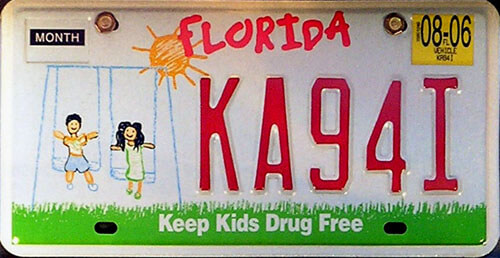 MONTH
FLORIDA
08-06
VEHICLE
KA94I
KA94I
Keep Kids Drug Free